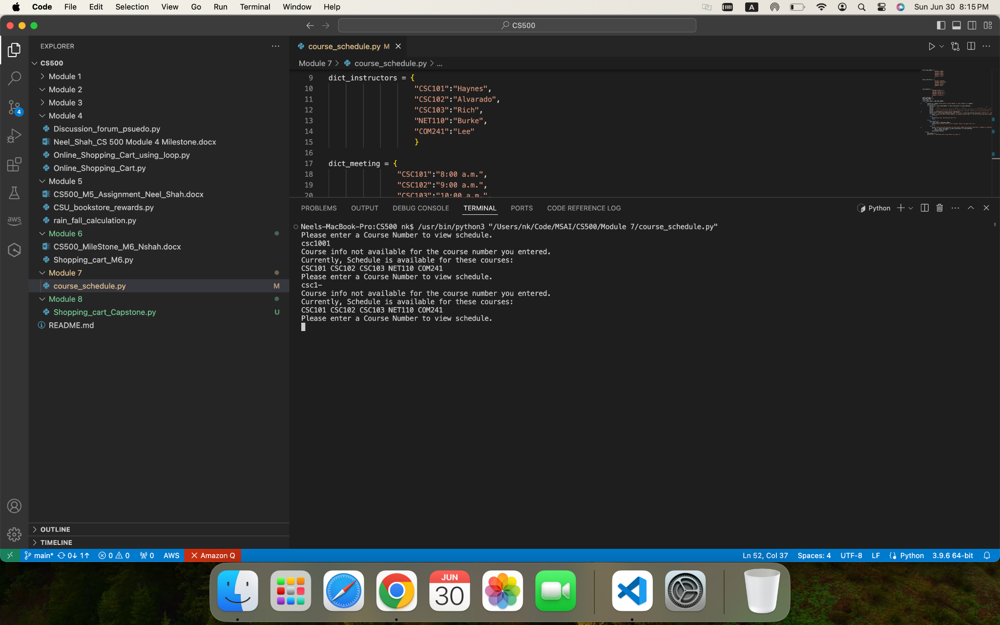 Code File Edit Selection View Go Run Terminal Window Help
A
Sun Jun 30 8:15 PM
CS500
EXPLORER
CS500
Module 1
Module 2
Module 3
Module 4
Discussion_forum_psuedo.py
Neel_Shah_CS 500 Module 4 Milestone.docx
Online_Shopping_Cart_using_loop.py
Online_Shopping_Cart.py
Module 5
CS500_M5_Assignment_Neel_Shah.docx
CSU_bookstore_rewards.py
rain_fall_calculation.py
Module 6
CS500_MileStone_M6_Nshah.docx
Shopping_cart_M6.py
Module 7
course_schedule.py M
Module 8
Shopping_cart_Capstone.py U
README.md
OUTLINE
TIMELINE
4
aws
course_schedule.py M
Module 7 > course_schedule.py > ...
9 dict_instructors = {
10 "CSC101":"Haynes",
11 "CSC102":"Alvarado",
12 "CSC103":"Rich",
13 "NET110":"Burke",
14 "COM241":"Lee"
15 }
16
17 dict_meeting = {
18 "CSC101":"8:00 a.m.",
19 "CSC102":"9:00 a.m.",
20 "CSC103":"10:00 a.m.",
PROBLEMS OUTPUT DEBUG CONSOLE TERMINAL PORTS CODE REFERENCE LOG
Python
Neels-MacBook-Pro:CS500 nk$ /usr/bin/python3 "/Users/nk/Code/MSAI/CS500/Module 7/course_schedule.py"
Please enter a Course Number to view schedule.
csc1001
Course info not available for the course number you entered.
Currently, Schedule is available for these courses:
CSC101 CSC102 CSC103 NET110 COM241
Please enter a Course Number to view schedule.
csc1-
Course info not available for the course number you entered.
Currently, Schedule is available for these courses:
CSC101 CSC102 CSC103 NET110 COM241
Please enter a Course Number to view schedule.
main* 0↓ 1↑ 0 0 0 AWS Amazon Q
Ln 52, Col 37 Spaces: 4 UTF-8 LF Python 3.9.6 64-bit
JUN
30